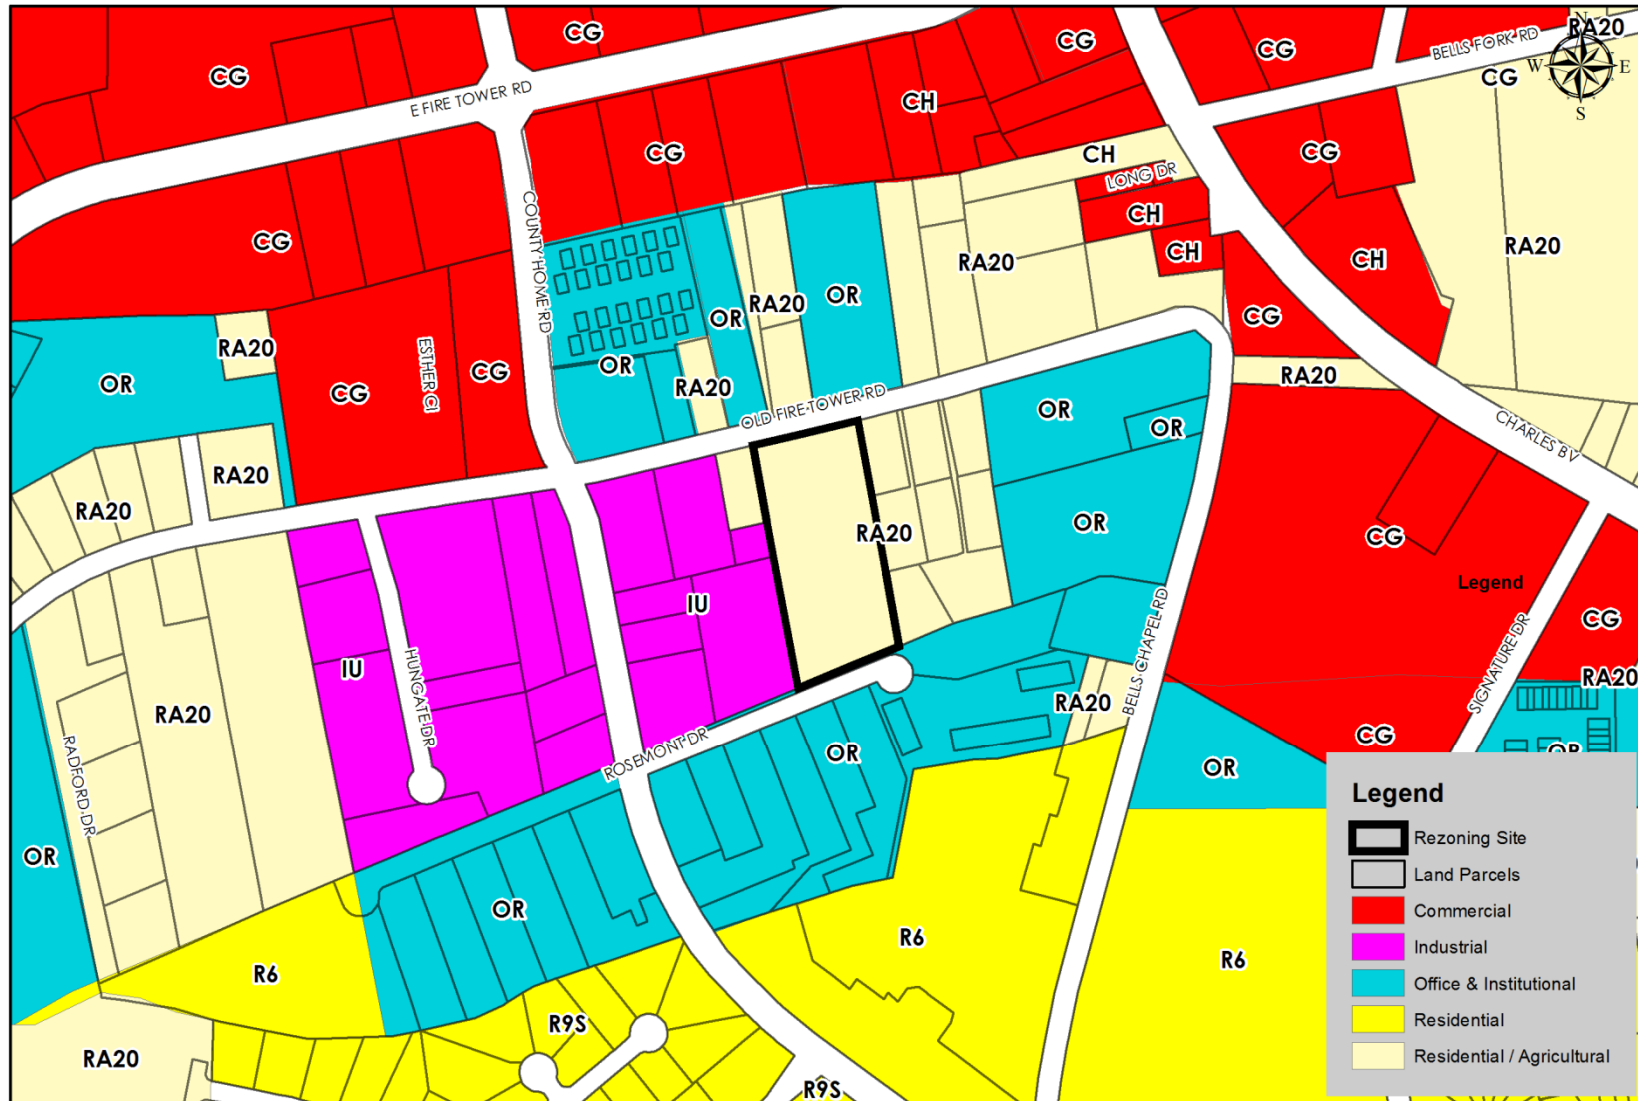 CG
CG
CG
RA20
BELLS FORK RD
N
W
E
S
CG
CG
E FIRE TOWER RD
CH
CG
CG
CH
LONG DR
CH
COUNTY HOME RD
CG
CH
RA20
CH
RA20
OR
RA20
OR
CG
RA20
OR
ESTHER CI
CG
CG
OR
RA20
RA20
OR
OLD FIRE TOWER RD
OR
OR
CHARLES BV
RA20
RA20
OR
RA20
CG
IU
Legend
BELLS CHAPEL RD
CG
IU
HUNGATE DR
SIGNATURE DR
RA20
RA20
RA20
RADFORD DR
ROSEMONT DR
OR
CG
OR
OR
OR
OR
R6
R6
R6
R9S
RA20
R9S
Legend
Rezoning Site
Land Parcels
Commercial
Industrial
Office & Institutional
Residential
Residential / Agricultural